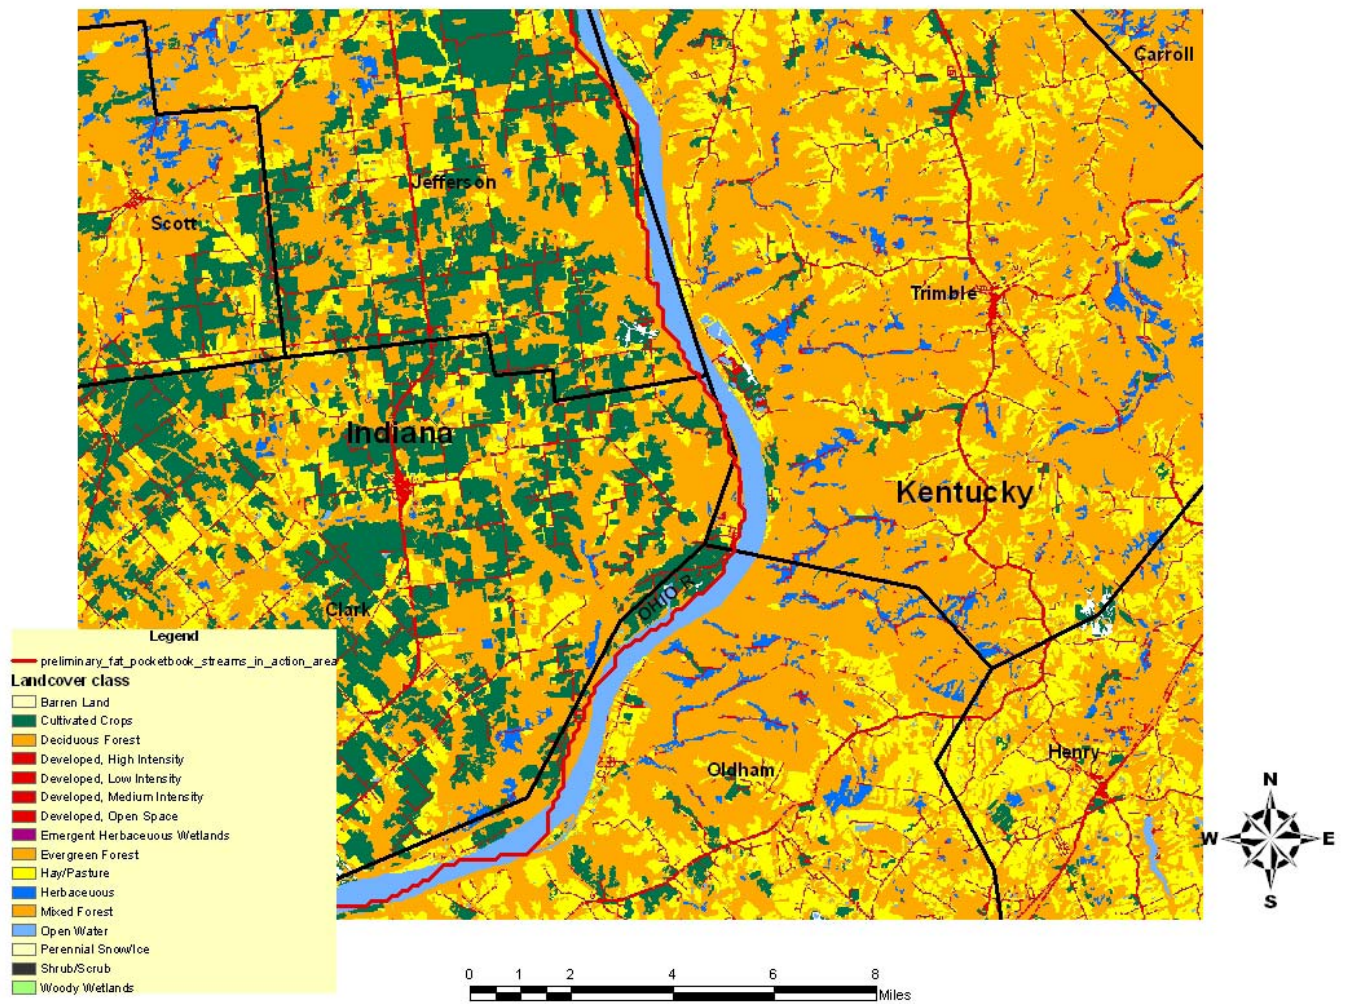 Carroll
Jefferson
Scott
Trimble
Indiana
Kentucky
OHIO R
Clark
Legend
preliminary_fat_pocketbook_streams_in_action_area
Landcover class
Barren Land
Cultivated Crops
Deciduous Forest
Developed, High Intensity
Developed, Low Intensity
Developed, Medium Intensity
Developed, Open Space
Emergent Herbaceuous Wetlands
Evergreen Forest
Hay/Pasture
Herbaceuous
Mixed Forest
Open Water
Perennial Snow/Ice
Shrub/Scrub
Woody Wetlands
Henry
Oldham
N
W E
S
0 1 2 4 6 8
Miles